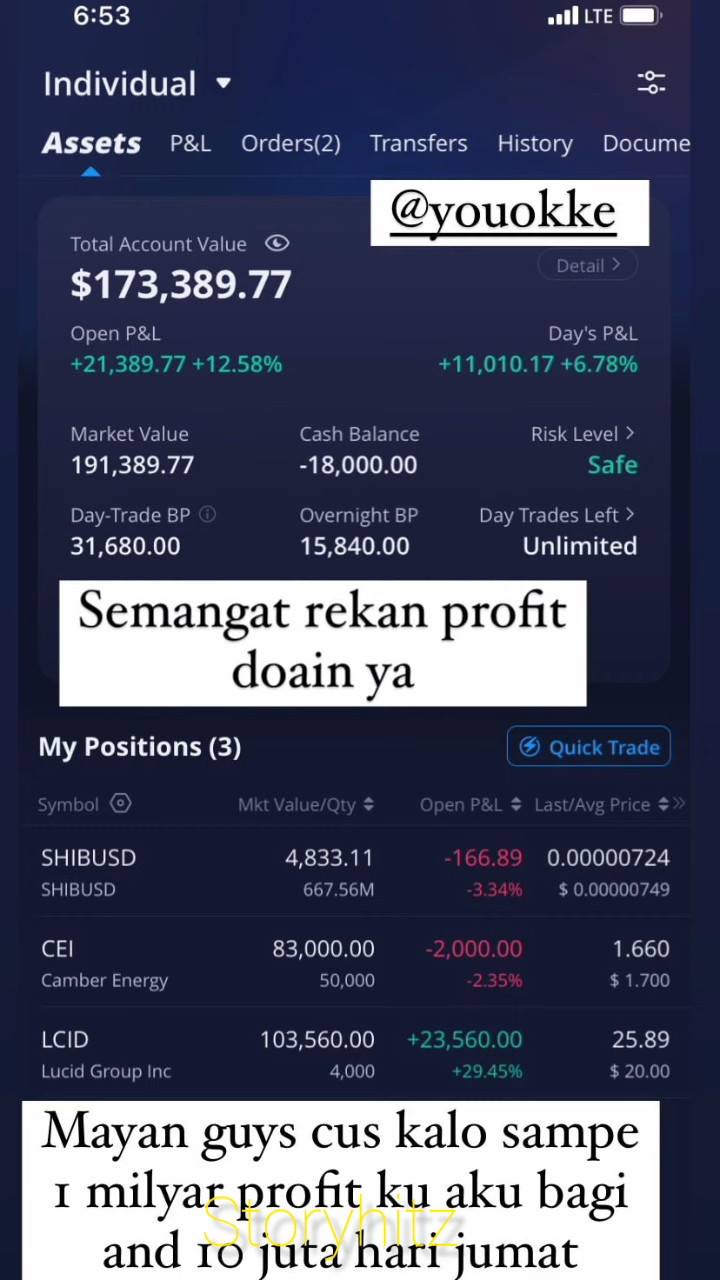 6:53
LTE
Individual
Assets P&L Orders(2) Transfers History Docume
@youokke
Total Account Value
Detail >
$173,389.77
Open P&L Day's P&L
+21,389.77 +12.58% +11,010.17 +6.78%
Market Value Cash Balance Risk Level >
191,389.77 -18,000.00 Safe
Day-Trade BP Overnight BP Day Trades Left >
31,680.00 15,840.00 Unlimited
Semangat rekan profit
doain ya
My Positions (3) Quick Trade
Symbol Mkt Value/Qty Open P&L Last/Avg Price
SHIBUSD 4,833.11 -166.89 0.00000724
SHIBUSD 667.56M -3.34% $ 0.00000749
CEI 83,000.00 -2,000.00 1.660
Camber Energy 50,000 -2.35% $ 1.700
LCID 103,560.00 +23,560.00 25.89
Lucid Group Inc 4,000 +29.45% $ 20.00
Mayan guys cus kalo sampe
1 milyar profit ku aku bagi
Storyhitz
and 10 juta hari jumat